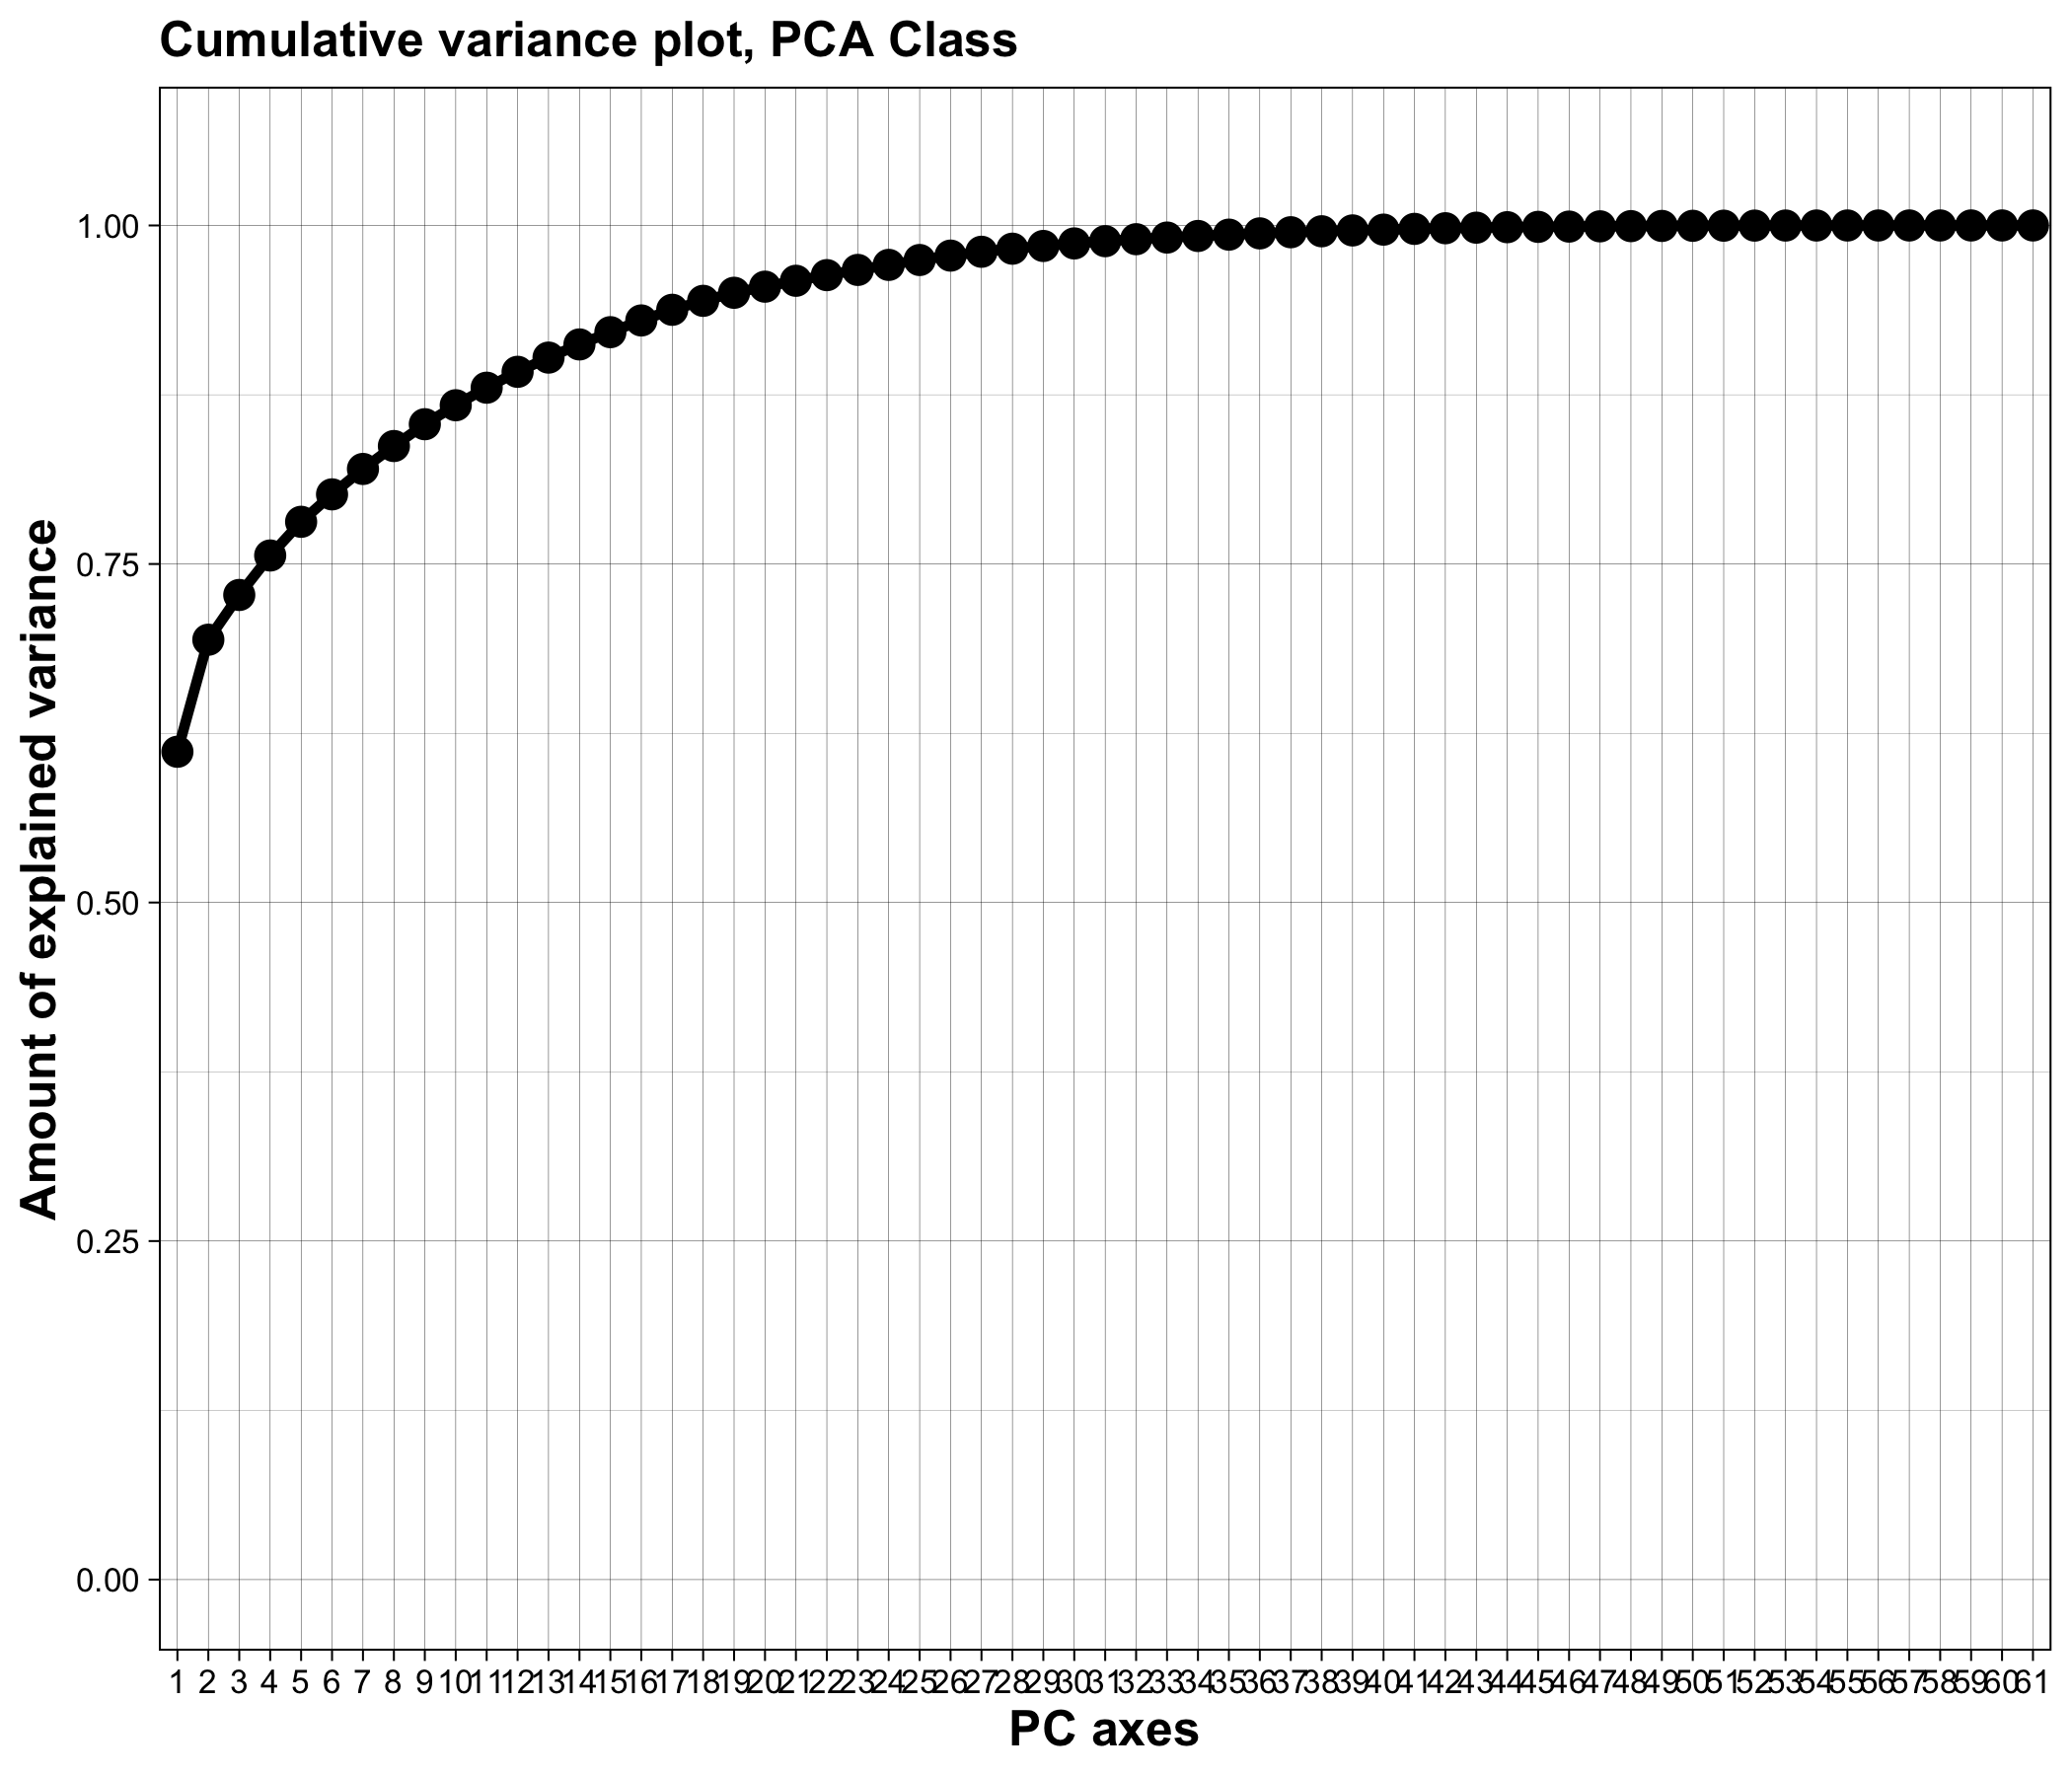 Cumulative variance plot, PCA Class
Amount of explained variance
1.00
0.75
0.50
0.25
0.00
1 2 3 4 5 6 7 8 9 10 11 12 13 14 15 16 17 18 19 20 21 22 23 24 25 26 27 28 29 30 31 32 33 34 35 36 37 38 39 40 41 42 43 44 45 46 47 48 49 50 51 52 53 54 55 56 57 58 59 60 61
PC axes